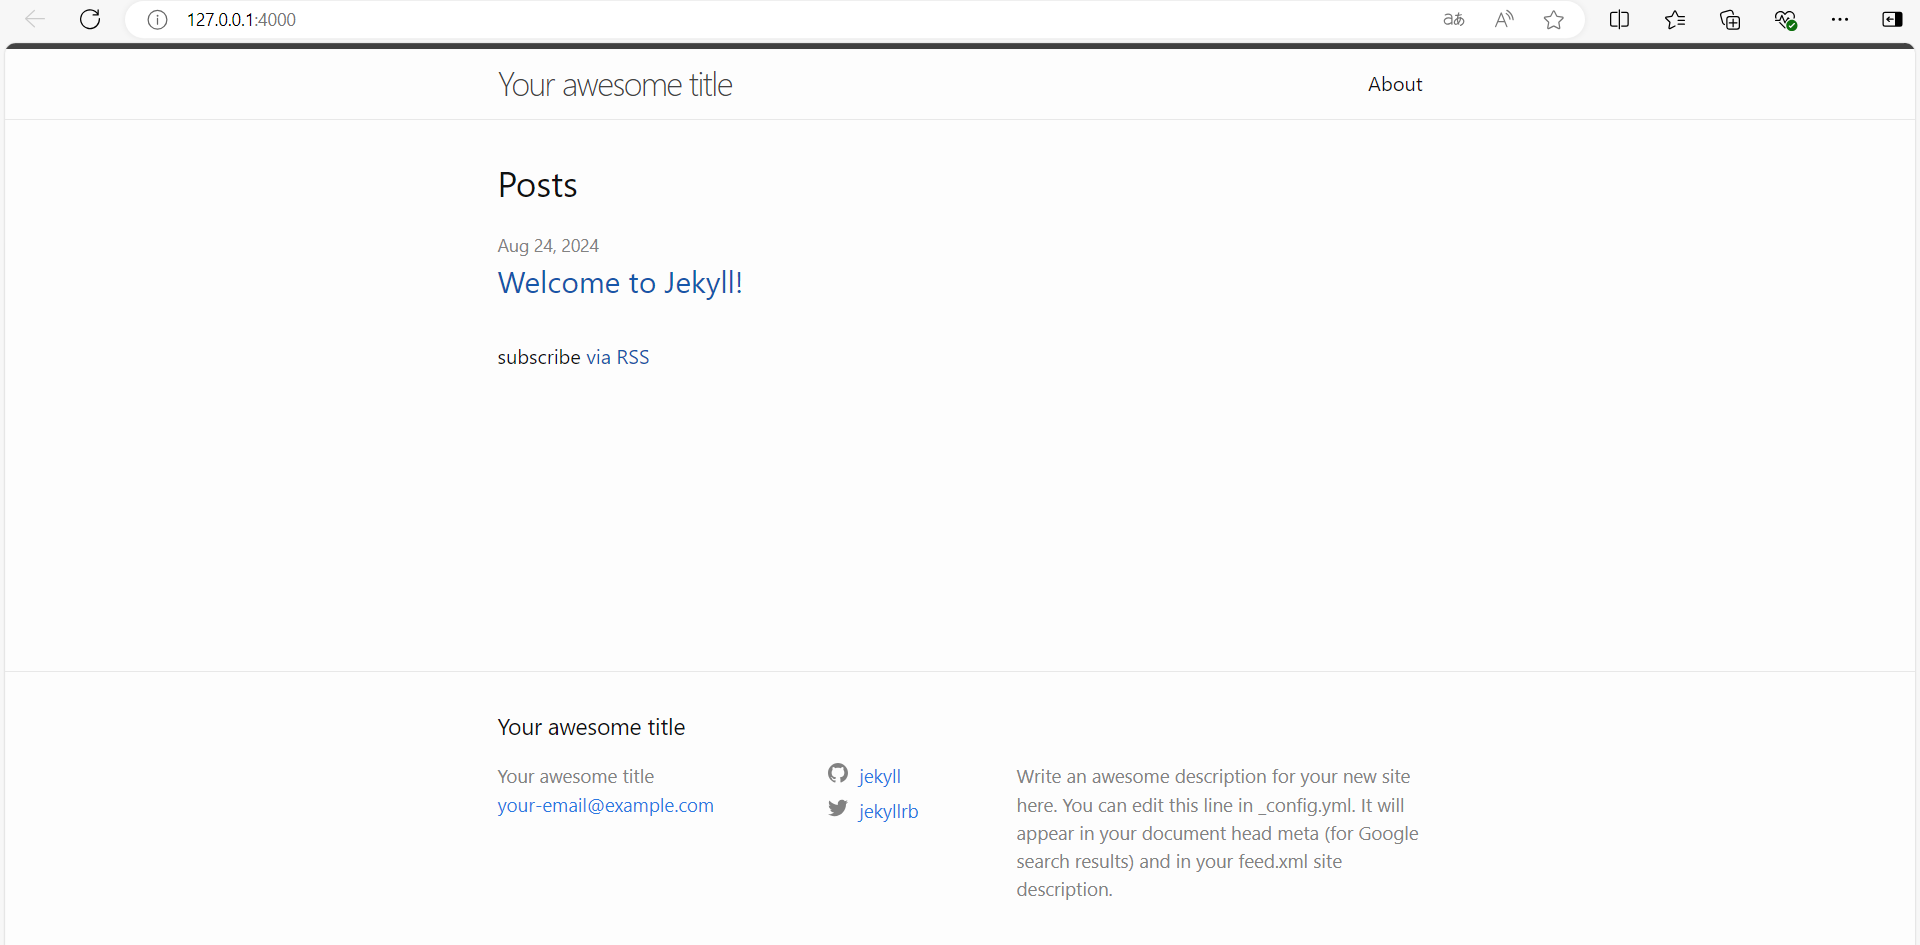 127.0.0.1:4000
Your awesome title
About
Posts
Aug 24, 2024
Welcome to Jekyll!
subscribe via RSS
Your awesome title
Your awesome title
your-email@example.com
jekyll
jekyllrb
Write an awesome description for your new site
here. You can edit this line in _config.yml. It will
appear in your document head meta (for Google
search results) and in your feed.xml site
description.